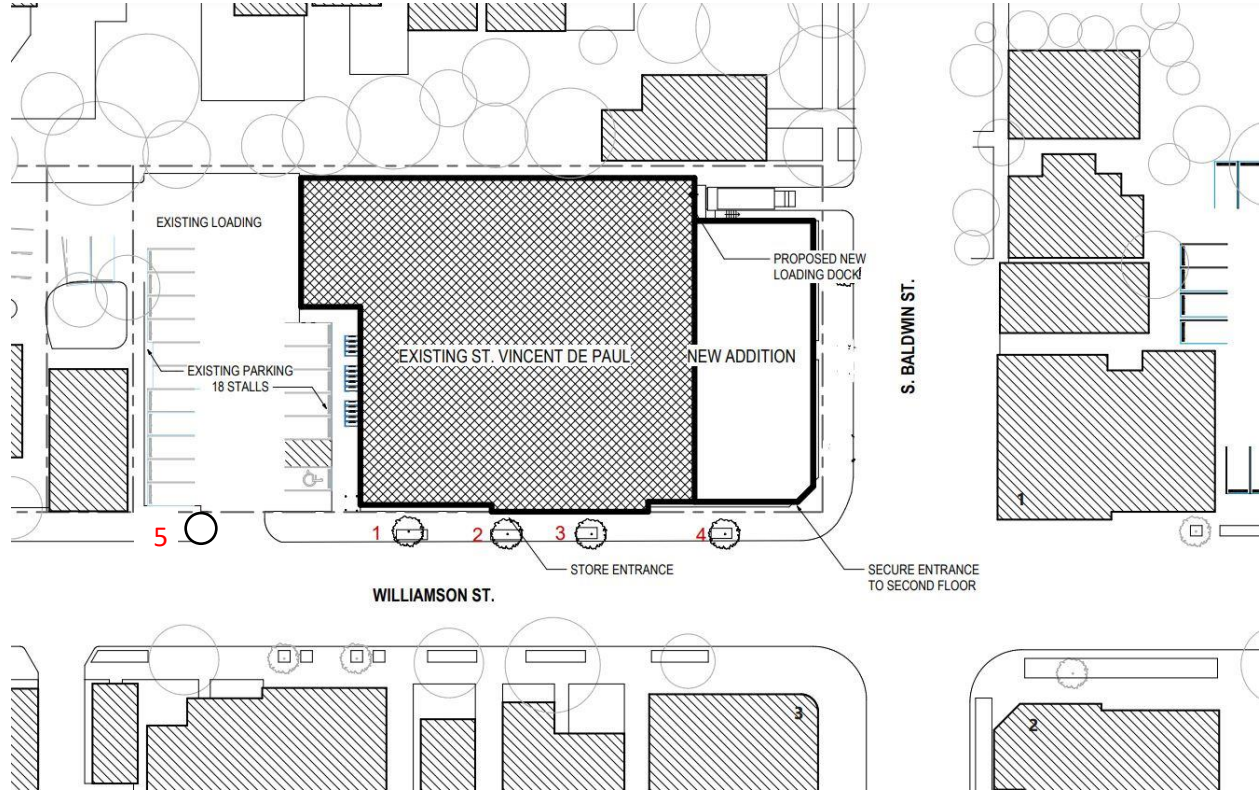 EXISTING LOADING
PROPOSED NEW
LOADING DOCK
S. BALDWIN ST.
EXISTING ST. VINCENT DE PAUL
NEW ADDITION
EXISTING PARKING
18 STALLS
1
5
1
2
3
4
STORE ENTRANCE
SECURE ENTRANCE
TO SECOND FLOOR
WILLIAMSON ST.
3
2